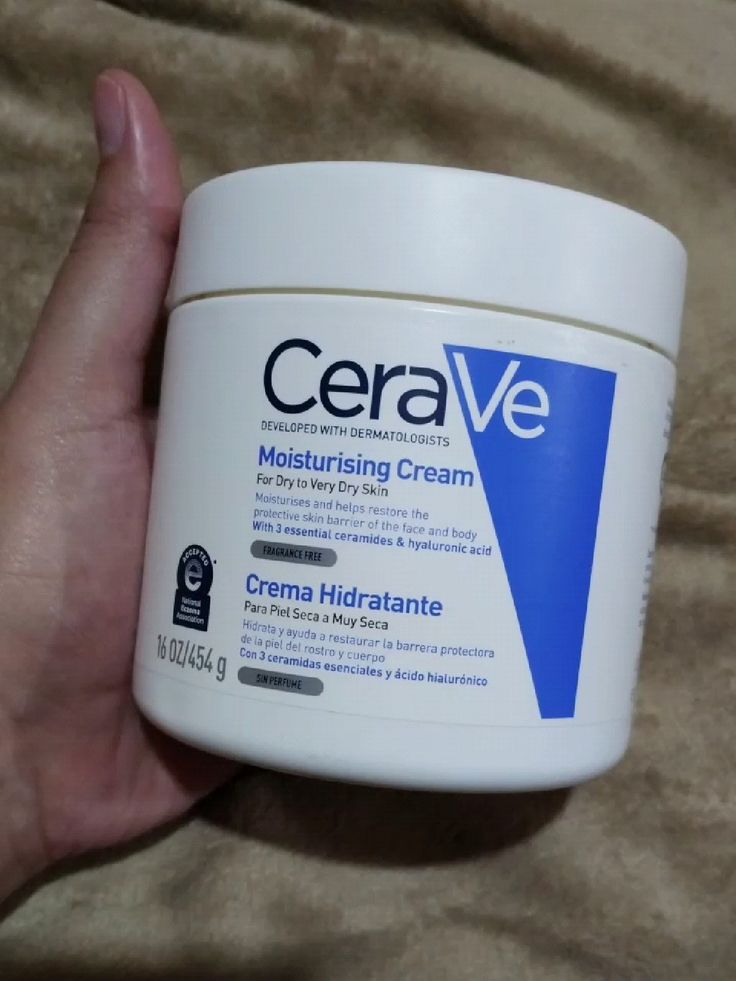 CeraVe
DEVELOPED WITH DERMATOLOGISTS
Moisturising Cream
For Dry to Very Dry Skin
Moisturises and helps restore the
protective skin barrier of the face and body
With 3 essential ceramides & hyaluronic acid
FRAGRANCE FREE
ACCEPTED
e
National
Eczema
Association
Crema Hidratante
Para Piel Seca a Muy Seca
Hidrata y ayuda a restaurar la barrera protectora
de la piel del rostro y cuerpo
Con 3 ceramidas esenciales y ácido hialurónico
SIN PERFUME
16 OZ/454 g